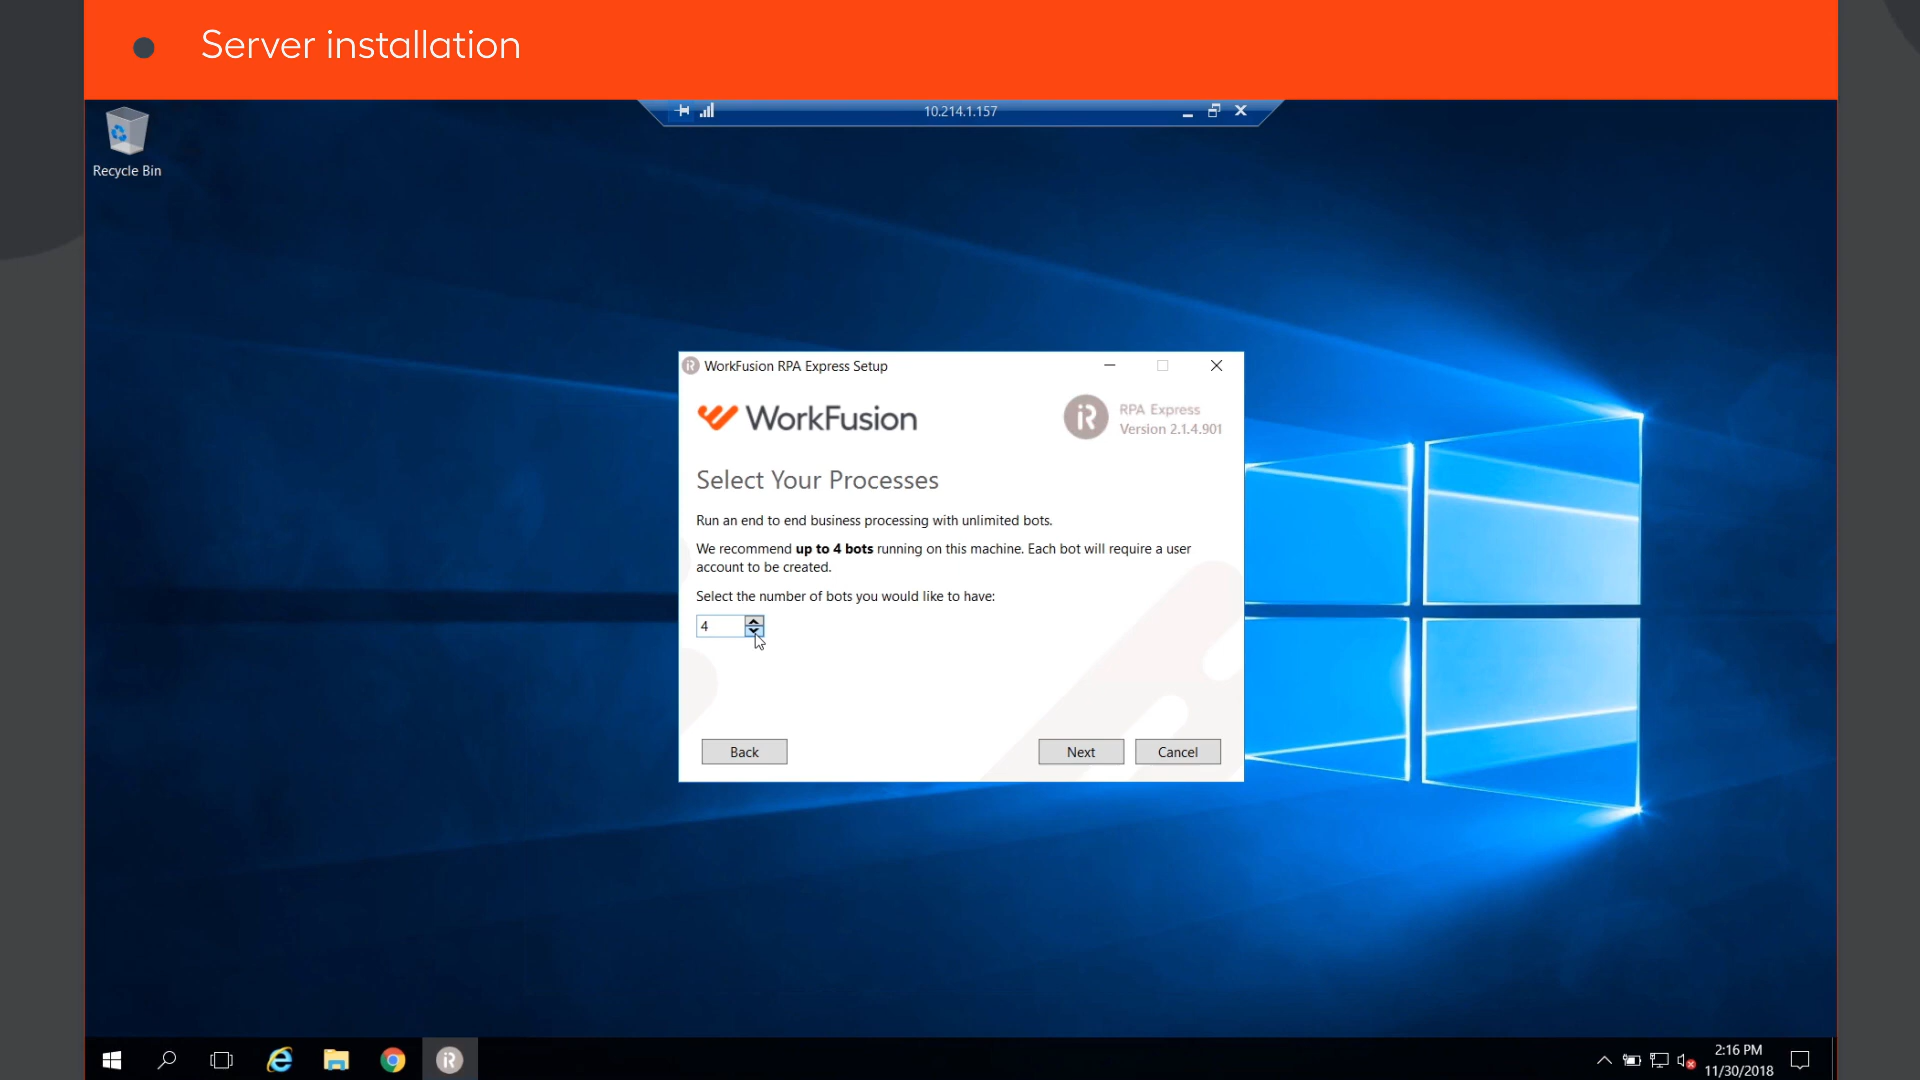 Server installation
10.214.1.157
Recycle Bin
WorkFusion RPA Express Setup
WorkFusion
RPA Express
Version 2.1.4.901
Select Your Processes
Run an end to end business processing with unlimited bots.
We recommend up to 4 bots running on this machine. Each bot will require a user
account to be created.
Select the number of bots you would like to have:
4
Back
Next
Cancel
2:16 PM
11/30/2018